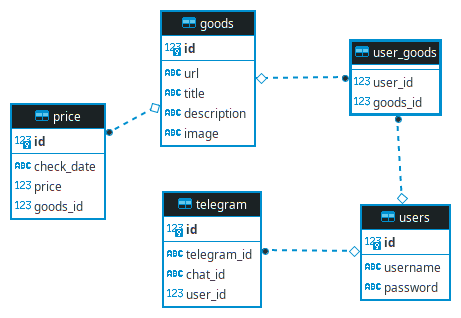 goods
123 id
ABC url
ABC title
ABC description
ABC image
user_goods
123 user_id
123 goods_id
price
123 id
ABC check_date
123 price
123 goods_id
telegram
123 id
ABC telegram_id
ABC chat_id
123 user_id
users
123 id
ABC username
ABC password